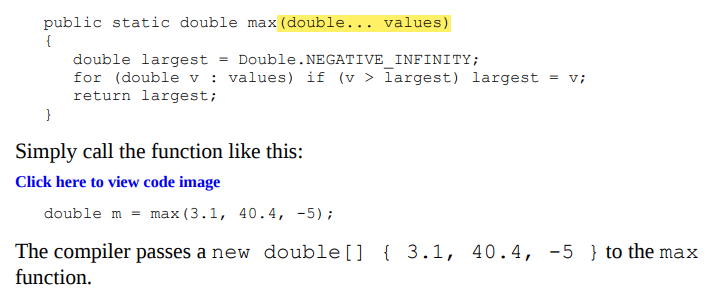 public static double max(double... values)
{
double largest = Double.NEGATIVE_INFINITY;
for (double v : values) if (v > largest) largest = v;
return largest;
}
Simply call the function like this:
Click here to view code image
double m = max(3.1, 40.4, -5);
The compiler passes a new double[] { 3.1, 40.4, -5 } to the max
function.